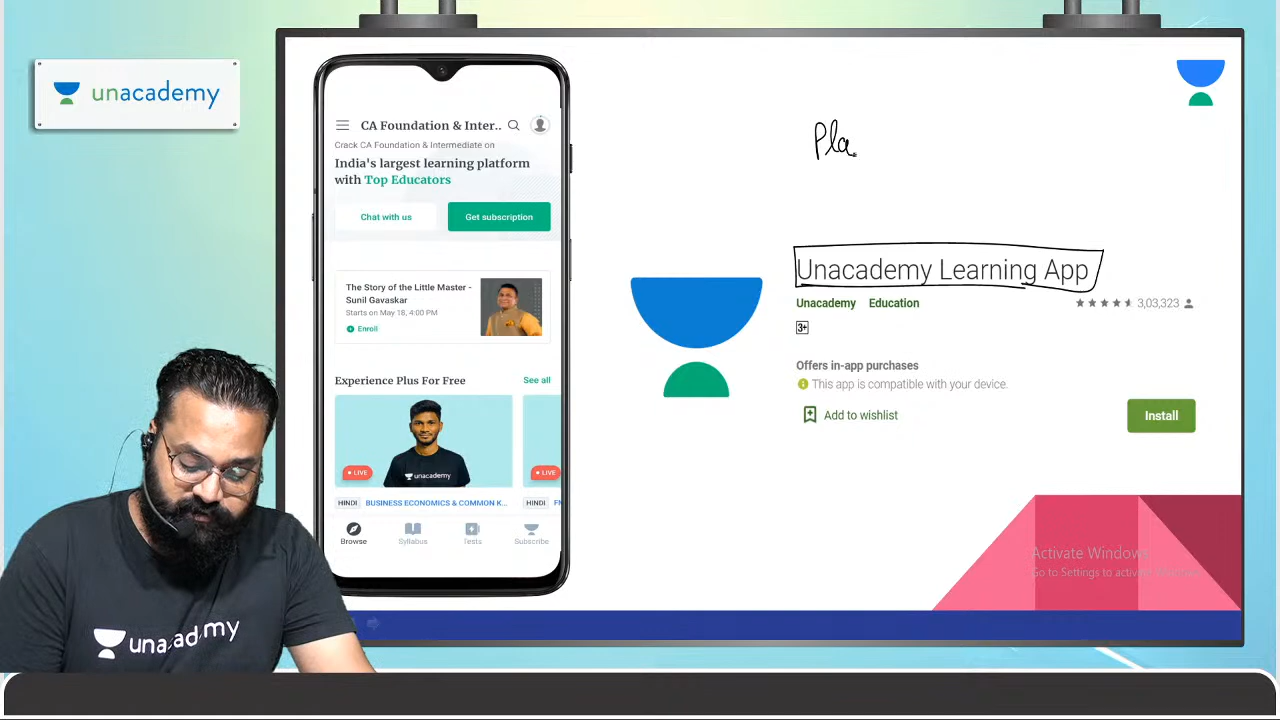 unacademy
CA Foundation & Inter..
Crack CA Foundation & Intermediate on
India's largest learning platform
with Top Educators
Chat with us
Get subscription
The Story of the Little Master -
Sunil Gavaskar
Starts on May 18, 4:00 PM
Enroll
Experience Plus For Free
See all
unacademy
LIVE
LIVE
HINDI BUSINESS ECONOMICS & COMMON K...
HINDI
Browse
Syllabus
Tests
Subscribe
Pla
Unacademy Learning App
Unacademy Education
3,03,323
3+
Offers in-app purchases
This app is compatible with your device.
Add to wishlist
Install
Activate Windows
Go to Settings to activate Windows.
unacademy